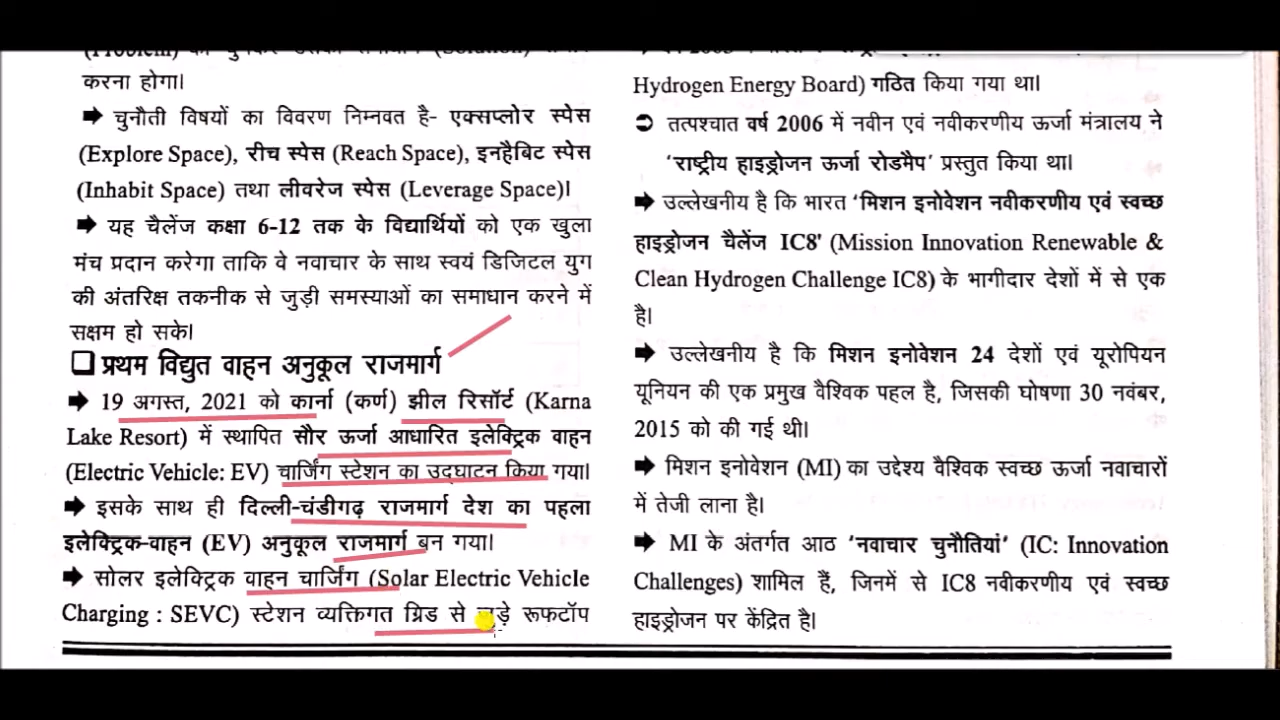 करना होगा।
➡ चुनौती विषयों का विवरण निम्नवत है- एक्सप्लोर स्पेस
(Explore Space), रीच स्पेस (Reach Space), इनहैबिट स्पेस
(Inhabit Space) तथा लीवरेज स्पेस (Leverage Space)।
➡ यह चैलेंज कक्षा 6-12 तक के विद्यार्थियों को एक खुला
मंच प्रदान करेगा ताकि वे नवाचार के साथ स्वयं डिजिटल युग
की अंतरिक्ष तकनीक से जुड़ी समस्याओं का समाधान करने में
सक्षम हो सके।
❑ प्रथम विद्युत वाहन अनुकूल राजमार्ग
➡ 19 अगस्त, 2021 को कार्ना (कर्ण) झील रिसॉर्ट (Karna
Lake Resort) में स्थापित सौर ऊर्जा आधारित इलेक्ट्रिक वाहन
(Electric Vehicle: EV) चार्जिंग स्टेशन का उद्घाटन किया गया।
➡ इसके साथ ही दिल्ली-चंडीगढ़ राजमार्ग देश का पहला
इलेक्ट्रिक-वाहन (EV) अनुकूल राजमार्ग बन गया।
➡ सोलर इलेक्ट्रिक वाहन चार्जिंग (Solar Electric Vehicle
Charging : SEVC) स्टेशन व्यक्तिगत ग्रिड से रूफटॉप
Hydrogen Energy Board) गठित किया गया था।
➲ तत्पश्चात वर्ष 2006 में नवीन एवं नवीकरणीय ऊर्जा मंत्रालय ने
'राष्ट्रीय हाइड्रोजन ऊर्जा रोडमैप' प्रस्तुत किया था।
➡ उल्लेखनीय है कि भारत 'मिशन इनोवेशन नवीकरणीय एवं स्वच्छ
हाइड्रोजन चैलेंज IC8' (Mission Innovation Renewable &
Clean Hydrogen Challenge IC8) के भागीदार देशों में से एक
है।
➡ उल्लेखनीय है कि मिशन इनोवेशन 24 देशों एवं यूरोपियन
यूनियन की एक प्रमुख वैश्विक पहल है, जिसकी घोषणा 30 नवंबर,
2015 को की गई थी।
➡ मिशन इनोवेशन (MI) का उद्देश्य वैश्विक स्वच्छ ऊर्जा नवाचारों
में तेजी लाना है।
➡ MI के अंतर्गत आठ 'नवाचार चुनौतियां' (IC: Innovation
Challenges) शामिल हैं, जिनमें से IC8 नवीकरणीय एवं स्वच्छ
हाइड्रोजन पर केंद्रित है।